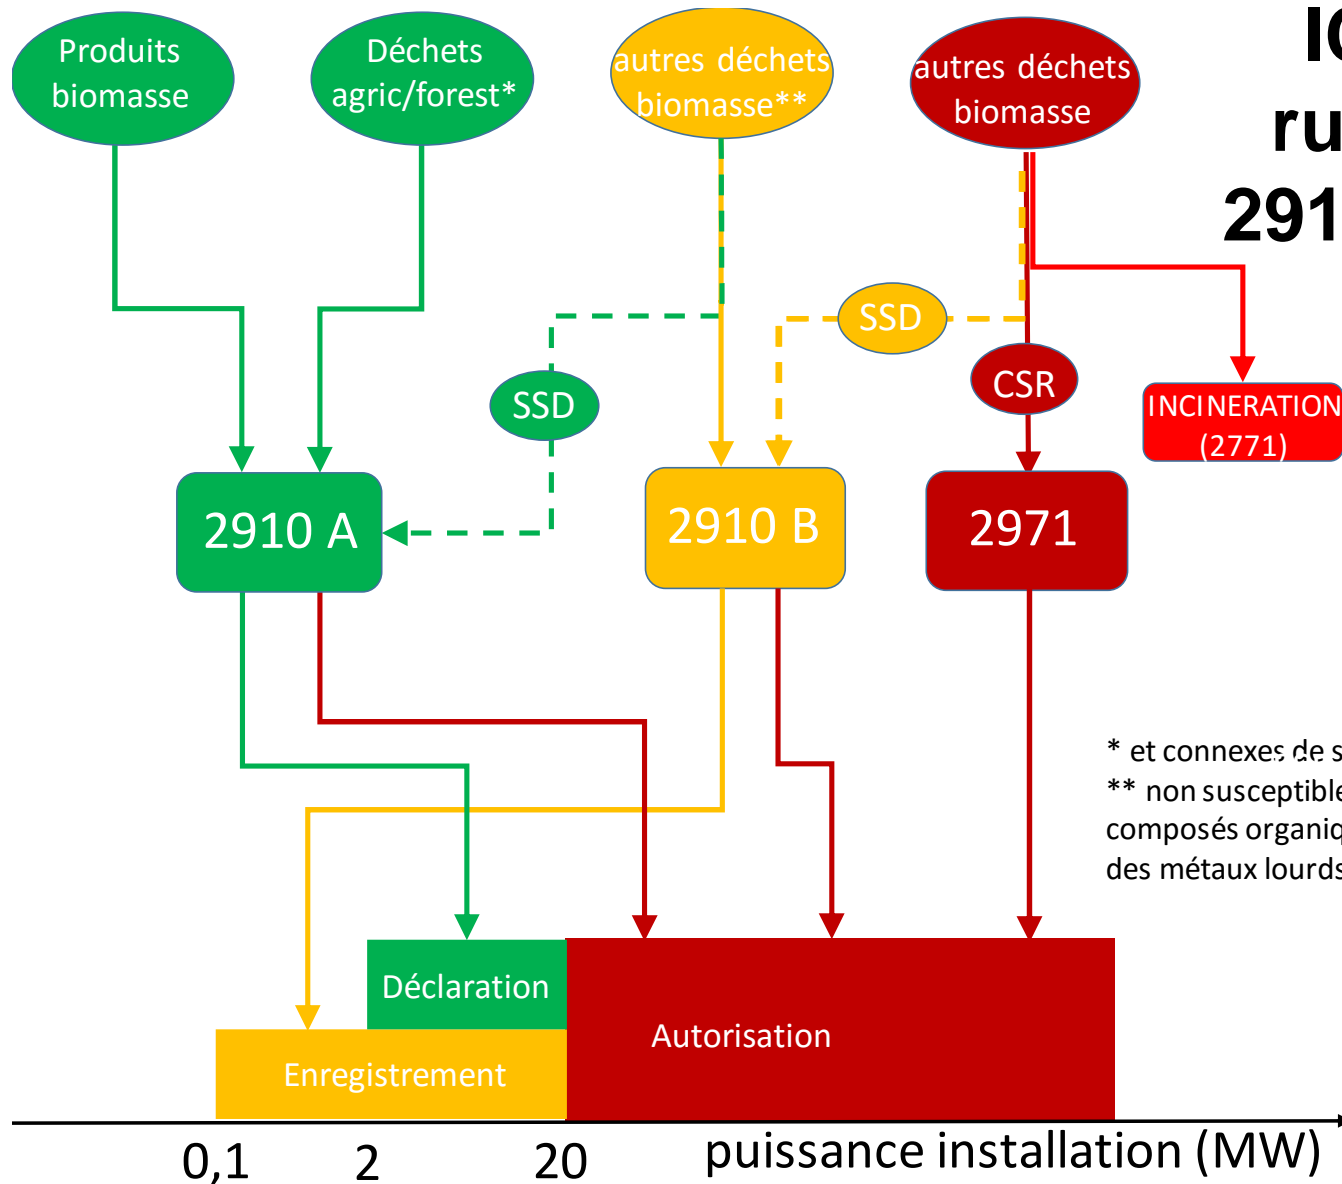 Produits
biomasse
Déchets
agric/forest*
autres déchets
biomasse**
autres déchets
biomasse
SSD
SSD
CSR
INCINERATION
(2771)
2910 A
2910 B
2971
* et connexes de s
** non susceptible
composés organiq
des métaux lourds
Déclaration
Autorisation
Enregistrement
0,1
2
20
puissance installation (MW)